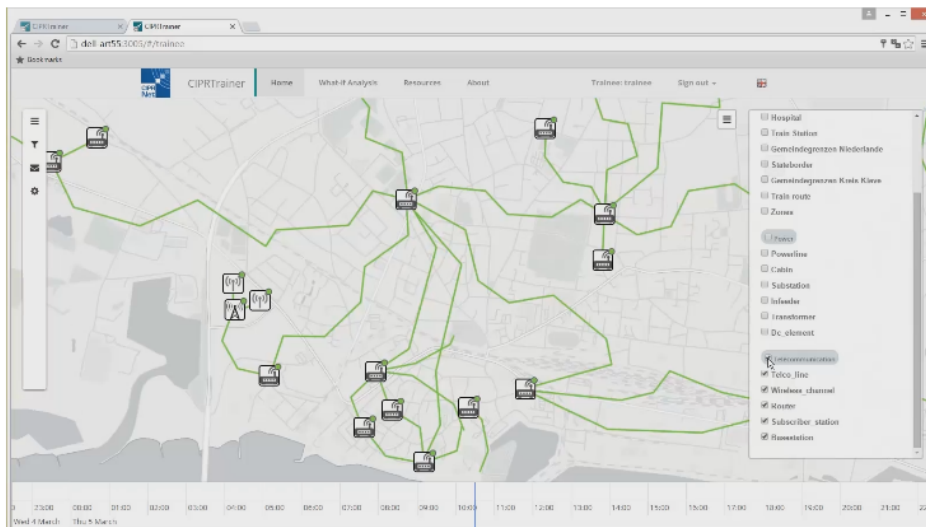 CIPRTrainer
CIPRTrainer
dell-art55:3005/#/trainee
Bookmarks
CIPR
Net
CIPRTrainer
Home
What-if Analysis
Resources
About
Trainee: trainee
Sign out
Hospital
Train Station
Gemeindegrenzen Niederlande
Stateborder
Gemeindegrenzen Kreis Kleve
Train route
Zones
Power
Powerline
Cabin
Substation
Infeeder
Transformer
Dc_element
Telecommunication
Telco_line
Wireless_channel
Router
Subscriber_station
Basestation
23:00 00:00 01:00 02:00 03:00 04:00 05:00 06:00 07:00 08:00 09:00 10:00 11:00 12:00 13:00 14:00 15:00 16:00 17:00 18:00 19:00 20:00 21:00
Wed 4 March Thu 5 March